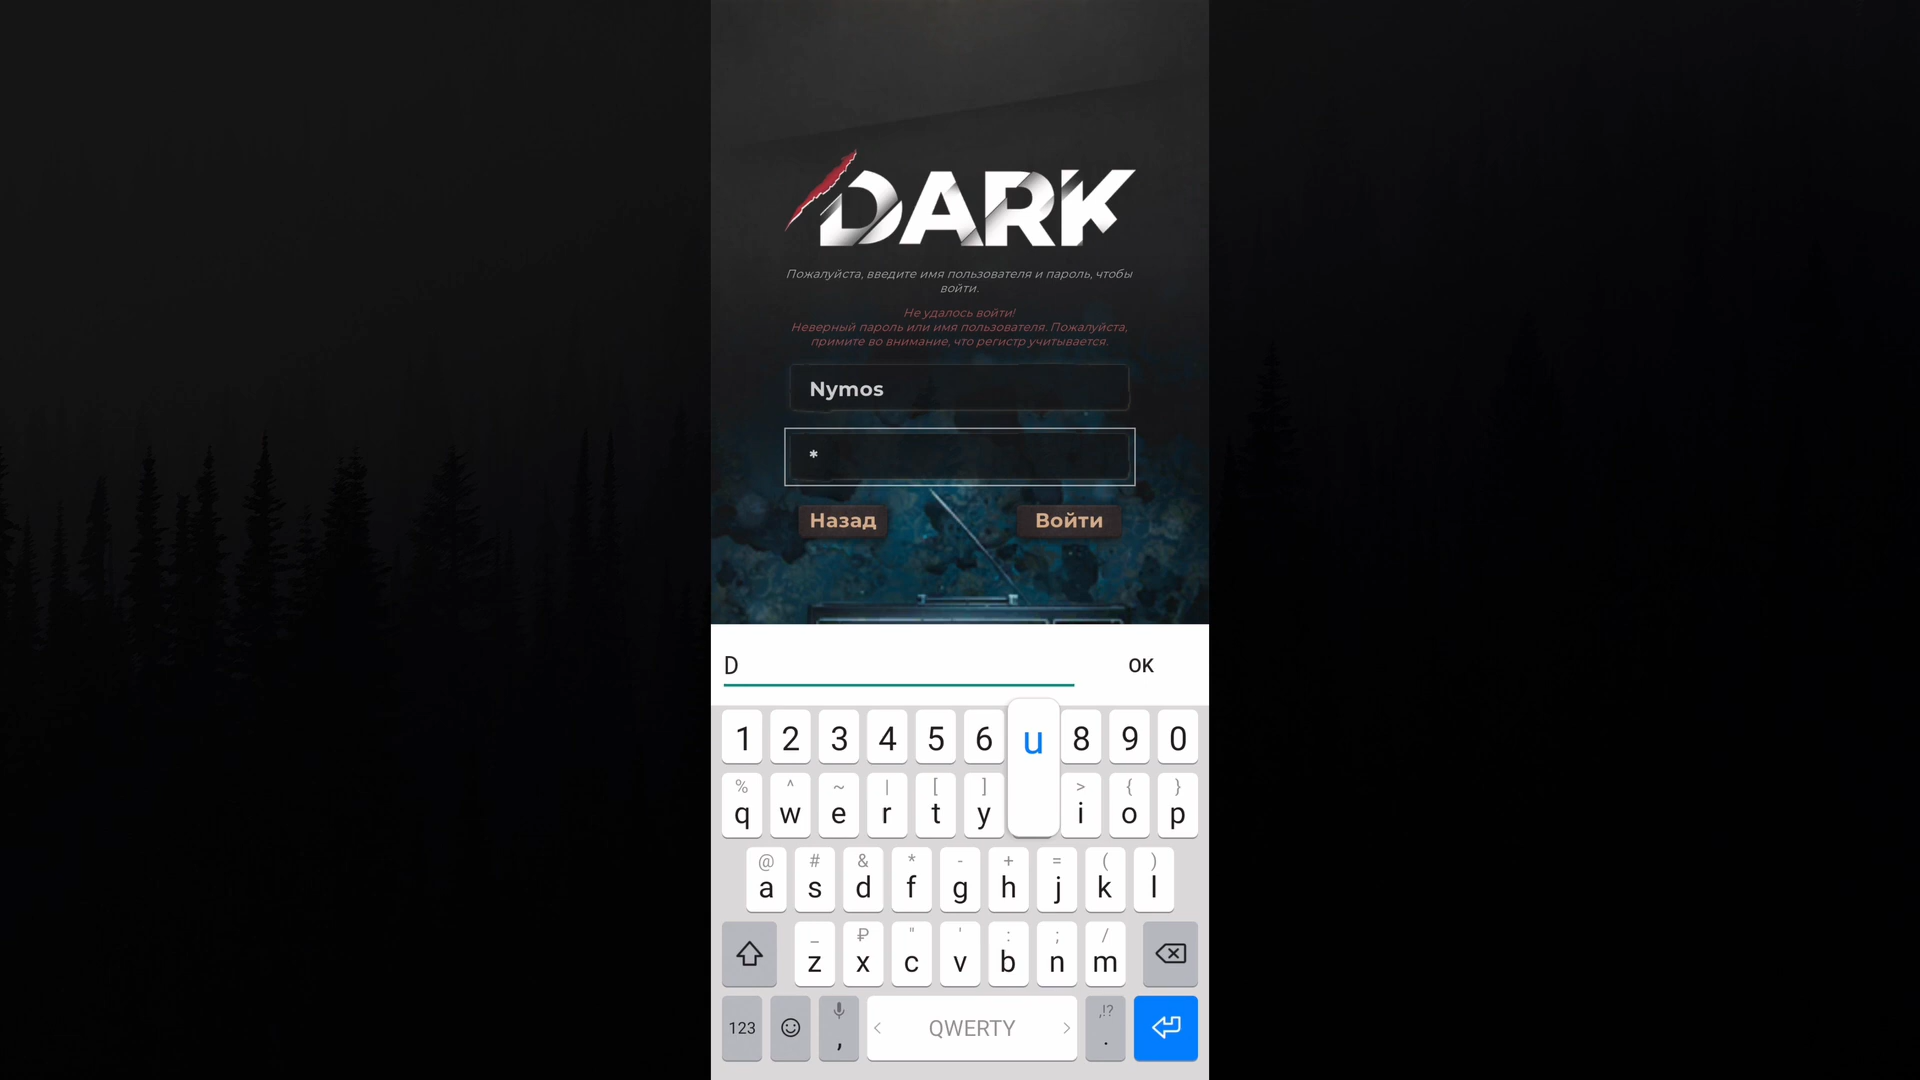 DARK
Пожалуйста, введите имя пользователя и пароль, чтобы
войти.
Не удалось войти!
Неверный пароль или имя пользователя. Пожалуйста,
примите во внимание, что регистр учитывается.
Nymos
*
Назад Войти
D OK
1 2 3 4 5 6 u 8 9 0
% ^ ~ | [ ] > { }
q w e r t y i o p
@ # & * - + = ( )
a s d f g h j k l
_ ₽ " ' : ; /
z x c v b n m
,!?
123 , < QWERTY > .